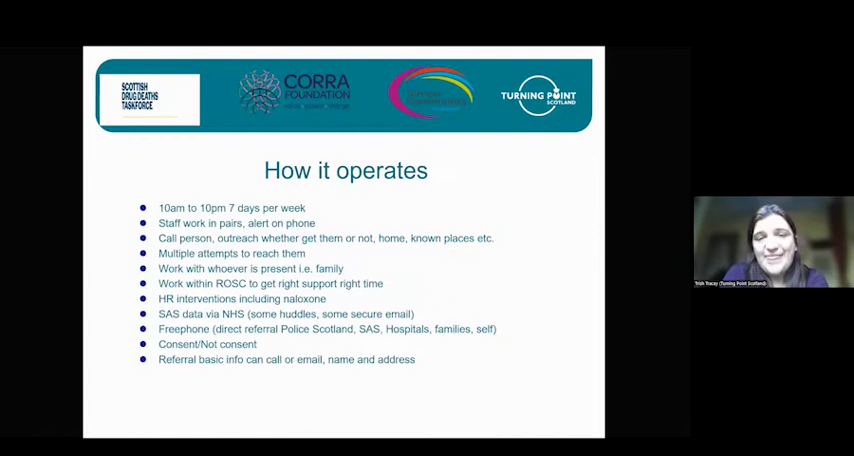 SCOTTISH
DRUG DEATHS
TASKFORCE
CORRA
FOUNDATION
TURNING POINT
SCOTLAND
How it operates
10am to 10pm 7 days per week
Staff work in pairs, alert on phone
Call person, outreach whether get them or not, home, known places etc.
Multiple attempts to reach them
Work with whoever is present i.e. family
Work within ROSC to get right support right time
HR interventions including naloxone
SAS data via NHS (some huddles, some secure email)
Freephone (direct referral Police Scotland, SAS, Hospitals, families, self)
Consent/Not consent
Referral basic info can call or email, name and address
Trish Tracey (Turning Point Scotland)